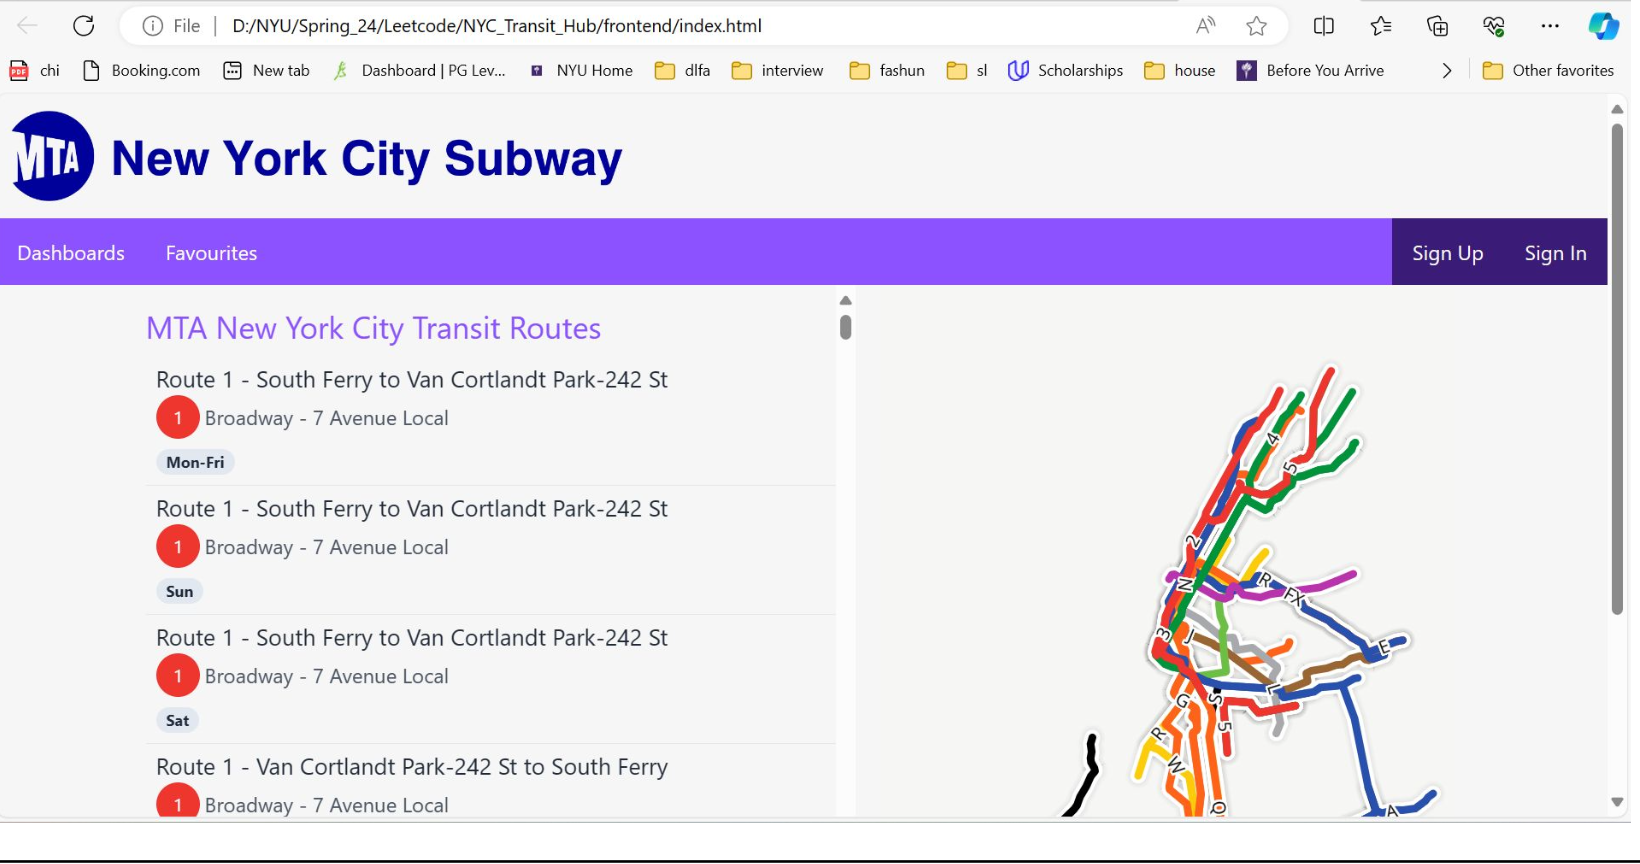 File | D:/NYU/Spring_24/Leetcode/NYC_Transit_Hub/frontend/index.html
PDF chi Booking.com New tab Dashboard | PG Lev... NYU Home dlfa interview fashun sl Scholarships house Before You Arrive Other favorites
MTA New York City Subway
Dashboards Favourites Sign Up Sign In
MTA New York City Transit Routes
Route 1 - South Ferry to Van Cortlandt Park-242 St
1 Broadway - 7 Avenue Local
Mon-Fri
Route 1 - South Ferry to Van Cortlandt Park-242 St
1 Broadway - 7 Avenue Local
Sun
Route 1 - South Ferry to Van Cortlandt Park-242 St
1 Broadway - 7 Avenue Local
Sat
Route 1 - Van Cortlandt Park-242 St to South Ferry
1 Broadway - 7 Avenue Local
4
5
2
N
R
FX
3
J
E
L
G
S
5
R
W
Q
A